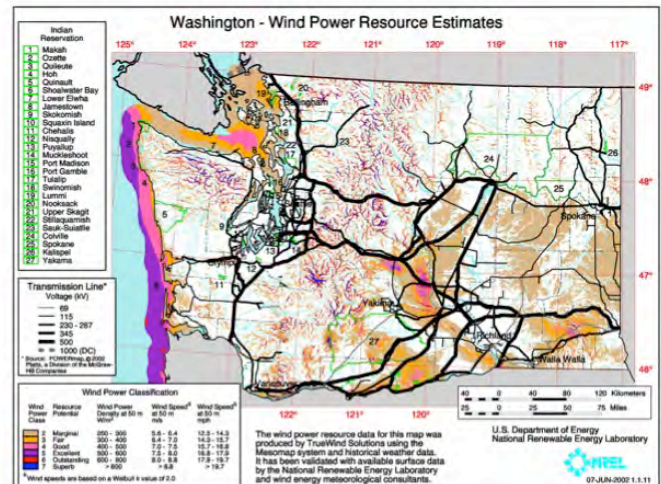 Washington - Wind Power Resource Estimates
Indian
Reservation
1 Makah
2 Ozette
3 Quileute
4 Hoh
5 Quinault
6 Shoalwater Bay
7 Lower Elwha
8 Jamestown
9 Skokomish
10 Squaxin Island
11 Chehalis
12 Nisqually
13 Puyallup
14 Muckleshoot
15 Port Madison
16 Port Gamble
17 Tulalip
18 Swinomish
19 Lummi
20 Nooksack
21 Upper Skagit
22 Stillaquamish
23 Sauk-Suiattle
24 Colville
25 Spokane
26 Kalispel
27 Yakama
125° 124° 123° 122° 121° 120° 119° 118° 117°
49°
48°
47°
46°
122° 121° 120°
Bellingham
Spokane
Yakima
Richland
Walla Walla
Transmission Line*
Voltage (kV)
69
115
230 - 287
345
500
1000 (DC)
* Source: POWERmap, ©2002
Platts, a Division of the McGraw-
Hill Companies
Wind Power Classification
Wind Power Class
Resource Potential
Wind Power Density at 50 m W/m²
Wind Speedª at 50 m m/s
Wind Speedª at 50 m mph
2 Marginal 200 - 300 5.6 - 6.4 12.5 - 14.3
3 Fair 300 - 400 6.4 - 7.0 14.3 - 15.7
4 Good 400 - 500 7.0 - 7.5 15.7 - 16.8
5 Excellent 500 - 600 7.5 - 8.0 16.8 - 17.9
6 Outstanding 600 - 800 8.0 - 8.8 17.9 - 19.7
7 Superb > 800 > 8.8 > 19.7
ª Wind speeds are based on a Weibull k value of 2.0
The wind power resource data for this map was
produced by TrueWind Solutions using the
Mesomap system and historical weather data.
It has been validated with available surface data
by the National Renewable Energy Laboratory
and wind energy meteorological consultants.
40 0 40 80 120 Kilometers
25 0 25 50 75 Miles
U.S. Department of Energy
National Renewable Energy Laboratory
NREL
07-JUN-2002 1.1.11